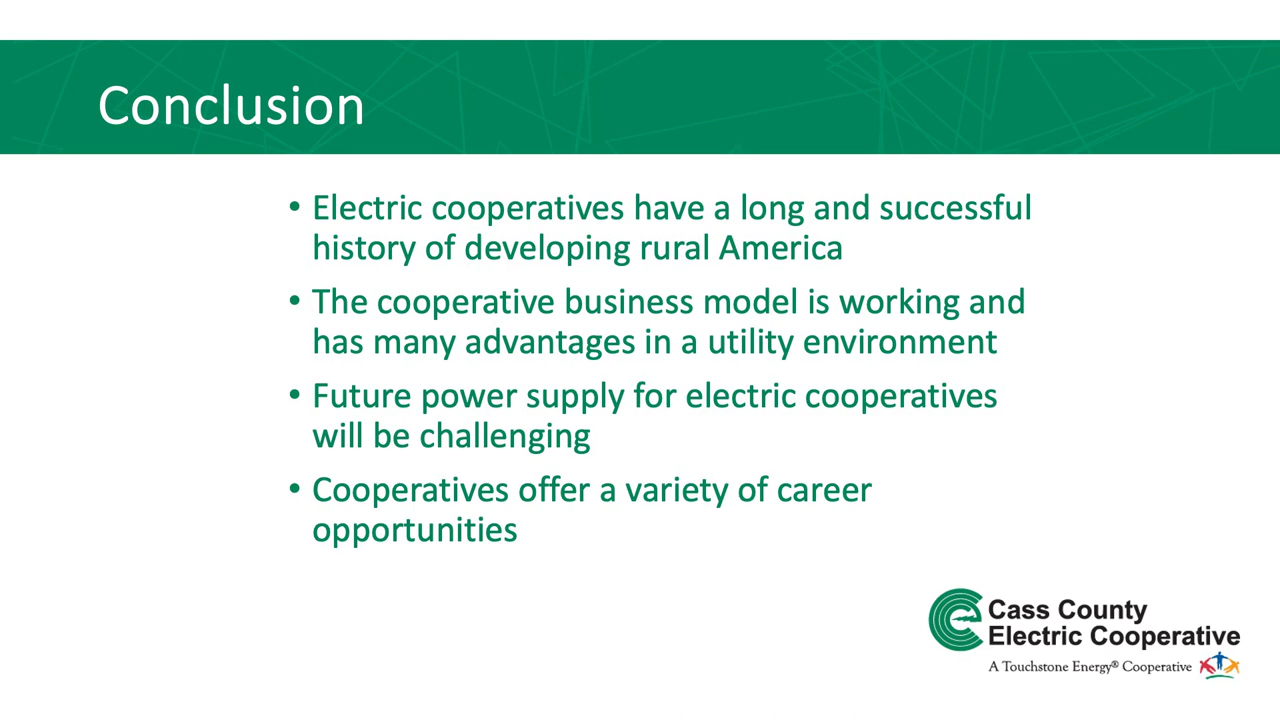 Conclusion
• Electric cooperatives have a long and successful
history of developing rural America
• The cooperative business model is working and
has many advantages in a utility environment
• Future power supply for electric cooperatives
will be challenging
• Cooperatives offer a variety of career
opportunities
Cass County
Electric Cooperative
A Touchstone Energy® Cooperative